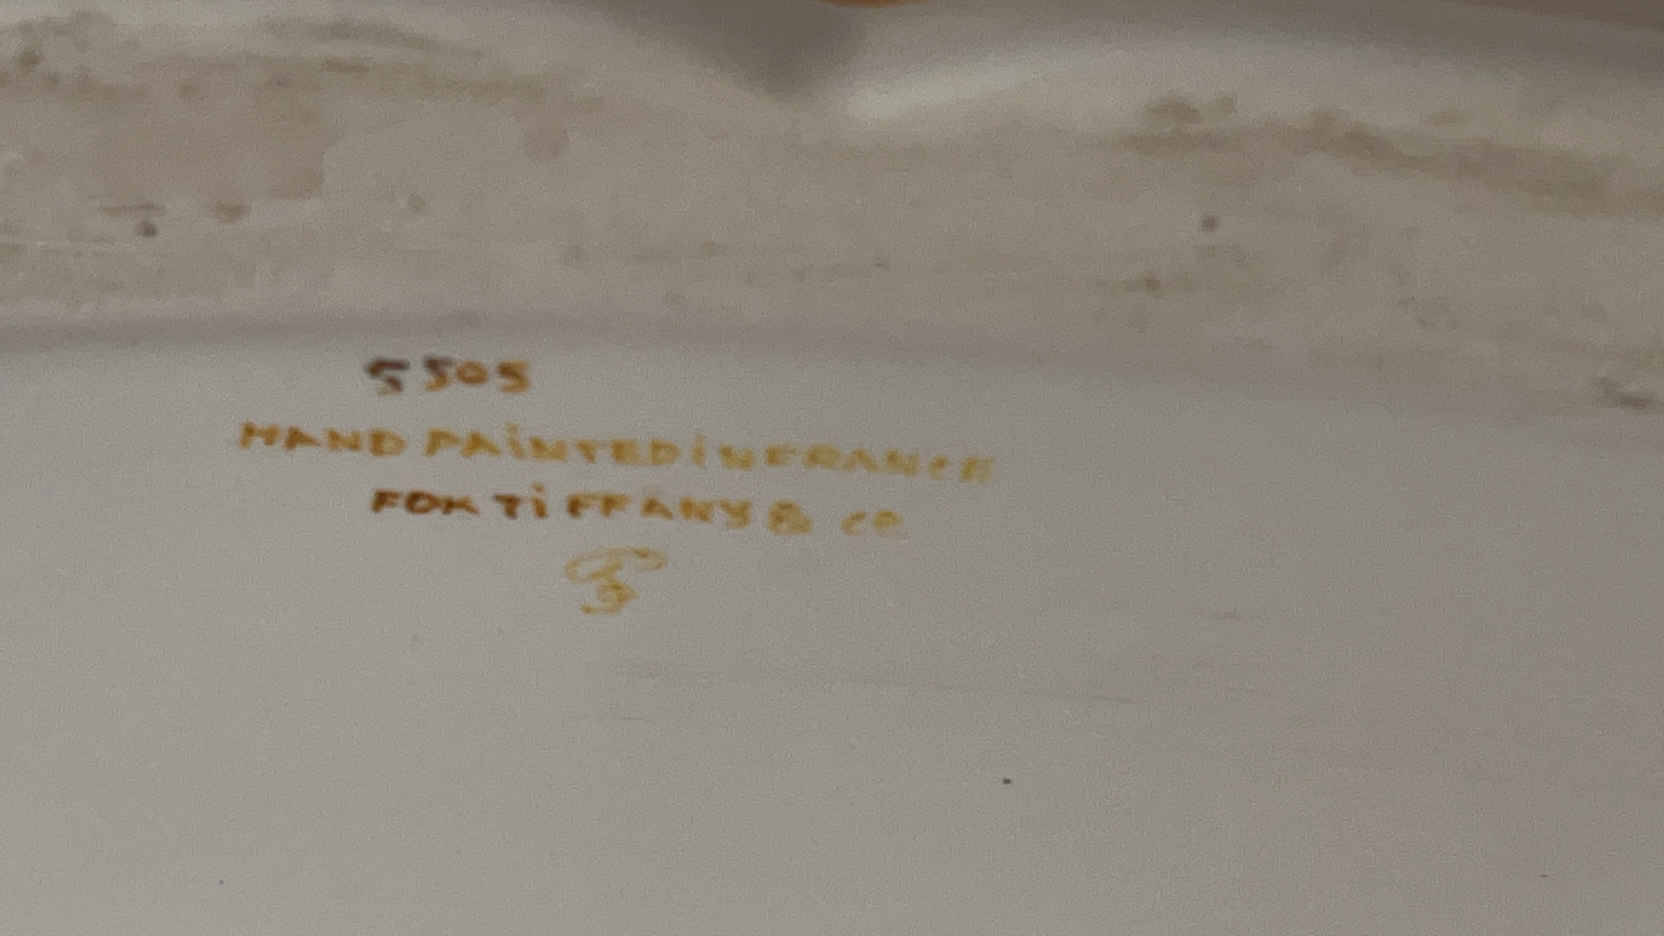 5505
HAND PAiNTED iN FRANCE
FOR TiFFANY & CO